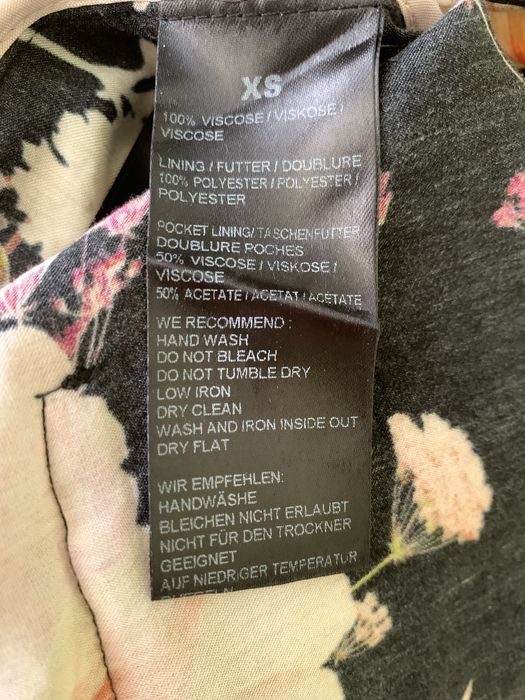 XS
100% VISCOSE / VISKOSE /
VISCOSE
LINING / FUTTER / DOUBLURE
100% POLYESTER / POLYESTER /
POLYESTER
POCKET LINING/ TASCHENFUTTER
DOUBLURE POCHES
50% VISCOSE / VISKOSE /
VISCOSE
50% ACETATE / ACETAT / ACETATE
WE RECOMMEND :
HAND WASH
DO NOT BLEACH
DO NOT TUMBLE DRY
LOW IRON
DRY CLEAN
WASH AND IRON INSIDE OUT
DRY FLAT
WIR EMPFEHLEN:
HANDWÄSHE
BLEICHEN NICHT ERLAUBT
NICHT FÜR DEN TROCKNER
GEEIGNET
AUF NIEDRIGER TEMPERATUR